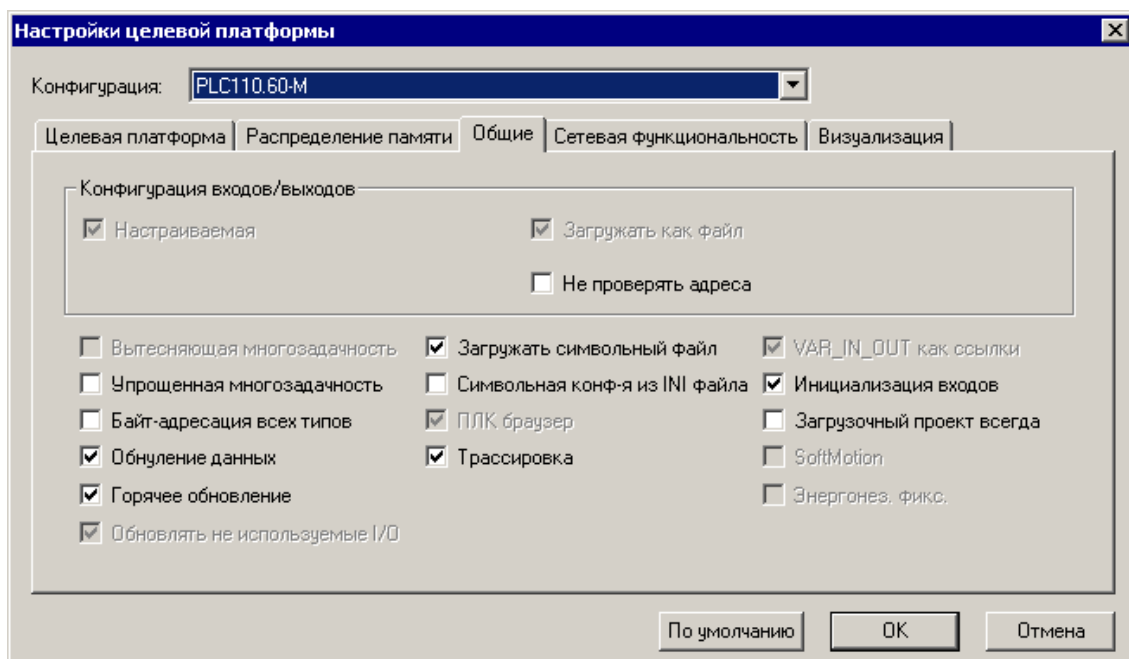 Настройки целевой платформы
Конфигурация: PLC110.60-M
Целевая платформа Распределение памяти Общие Сетевая функциональность Визуализация
Конфигурация входов/выходов
Настраиваемая Загружать как файл
Не проверять адреса
Вытесняющая многозадачность Загружать символьный файл VAR_IN_OUT как ссылки
Упрощенная многозадачность Символьная конф-я из INI файла Инициализация входов
Байт-адресация всех типов ПЛК браузер Загрузочный проект всегда
Обнуление данных Трассировка SoftMotion
Горячее обновление Энергонез. фикс.
Обновлять не используемые I/O
По умолчанию OK Отмена